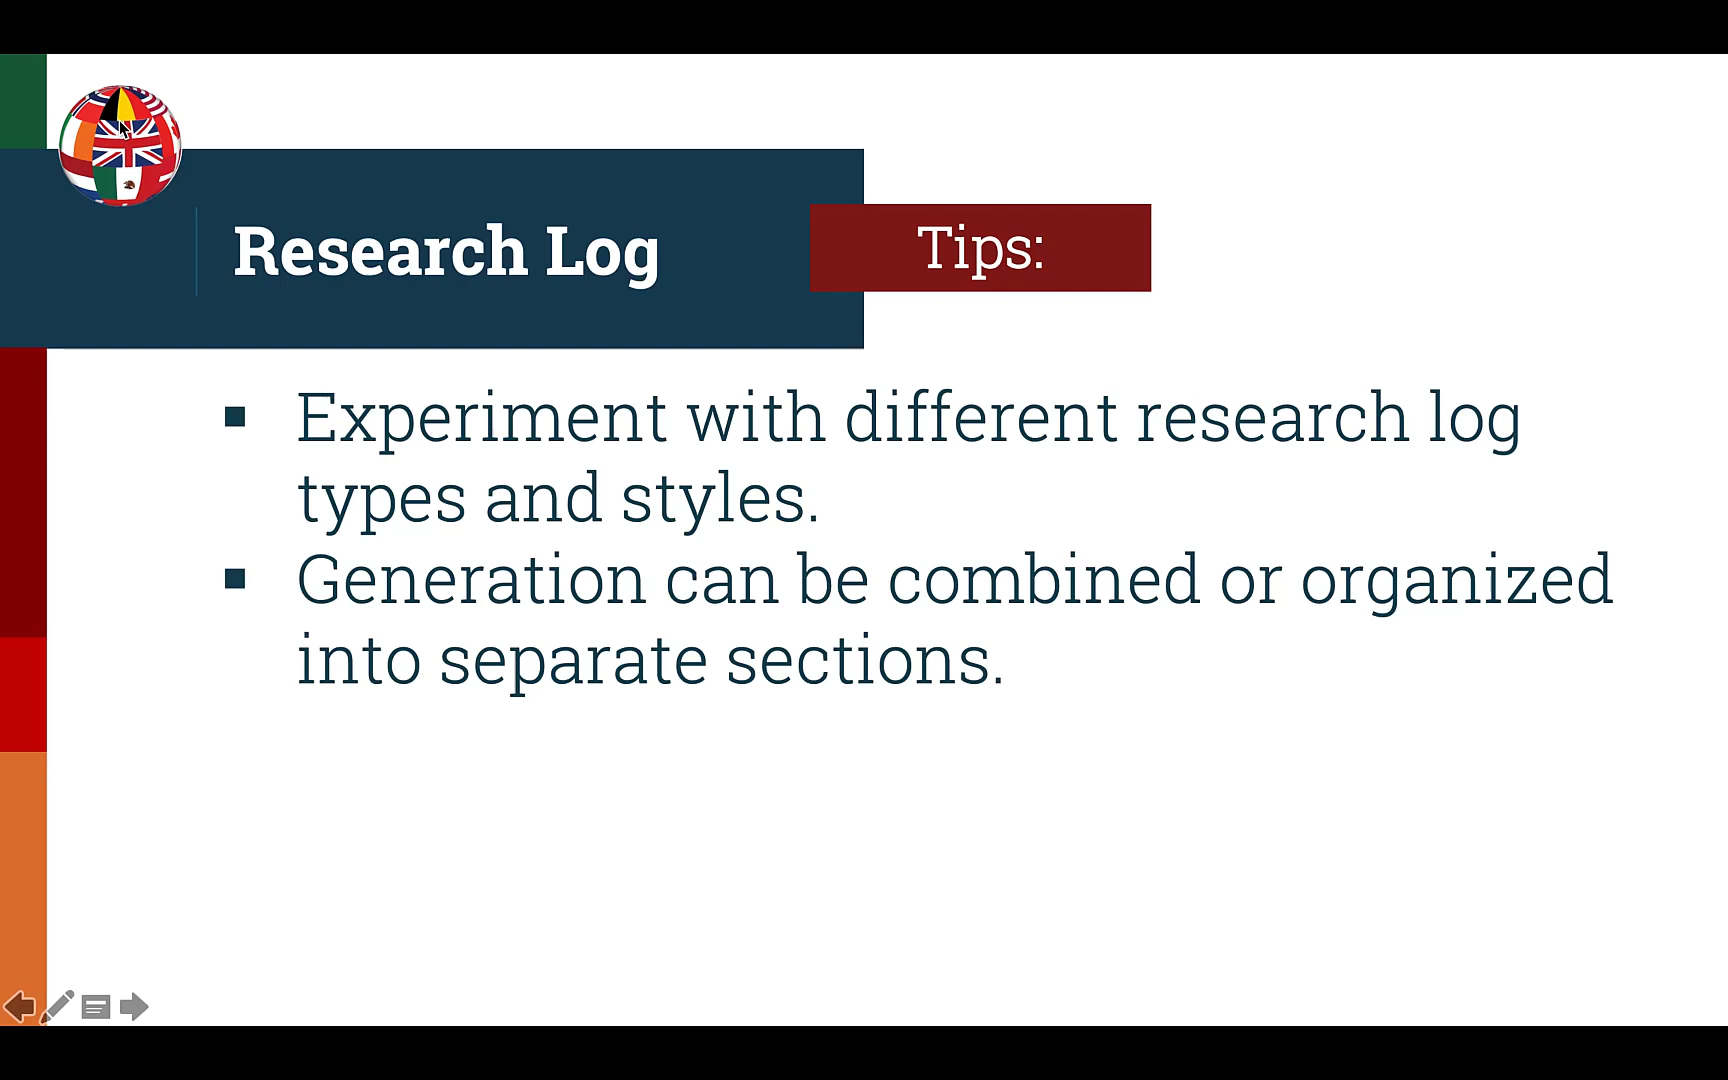 Research Log
Tips:
▪ Experiment with different research log
types and styles.
▪ Generation can be combined or organized
into separate sections.